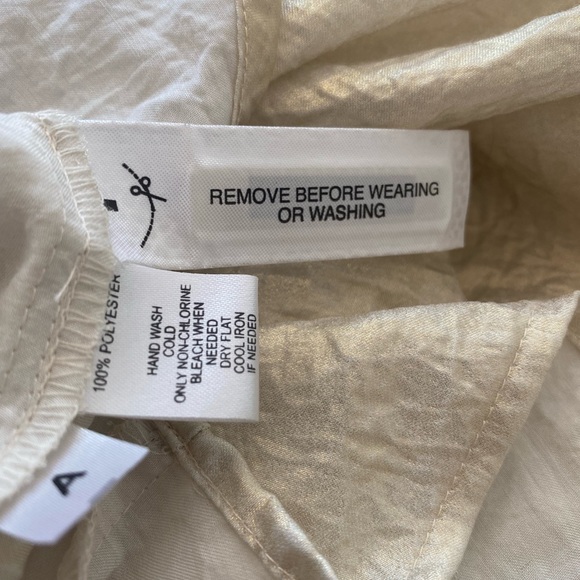 REMOVE BEFORE WEARING
OR WASHING
100% POLYESTER
HAND WASH
COLD
ONLY NON-CHLORINE
BLEACH WHEN
NEEDED
DRY FLAT
COOL IRON
IF NEEDED
A